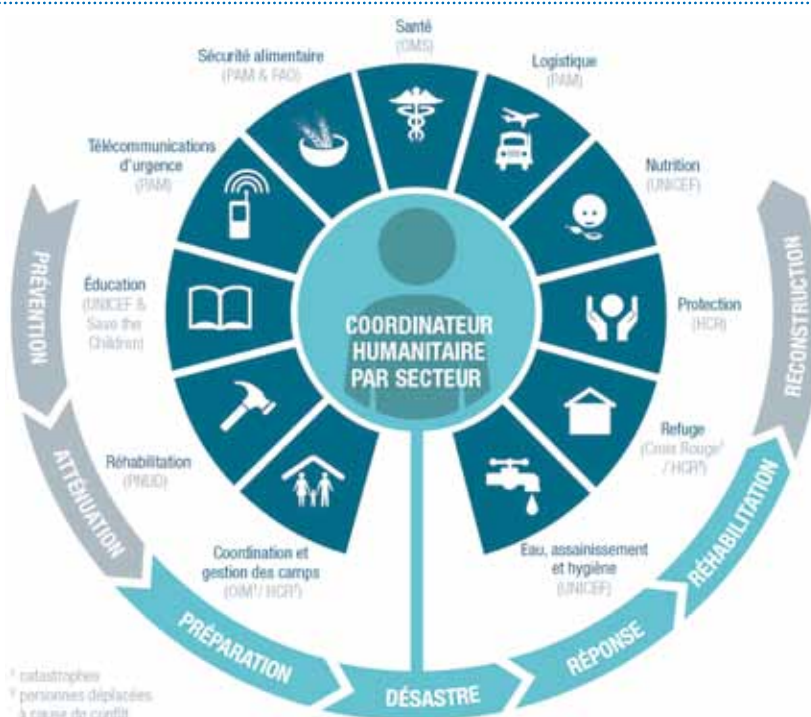 Santé
(OMS)
Sécurité alimentaire
(PAM & FAO)
Logistique
(PAM)
Télécommunications
d'urgence
(PAM)
Nutrition
(UNICEF)
Éducation
(UNICEF &
Save the
Children)
Protection
(HCR)
COORDINATEUR
HUMANITAIRE
PAR SECTEUR
Réhabilitation
(PNUD)
Refuge
(Croix Rouge¹
/ HCR²)
Coordination et
gestion des camps
(OIM¹/ HCR²)
Eau, assainissement
et hygiène
(UNICEF)
PRÉVENTION
ATTÉNUATION
PRÉPARATION
DÉSASTRE
RÉPONSE
RÉHABILITATION
RECONSTRUCTION
¹ catastrophes
² personnes déplacées
à cause de conflit